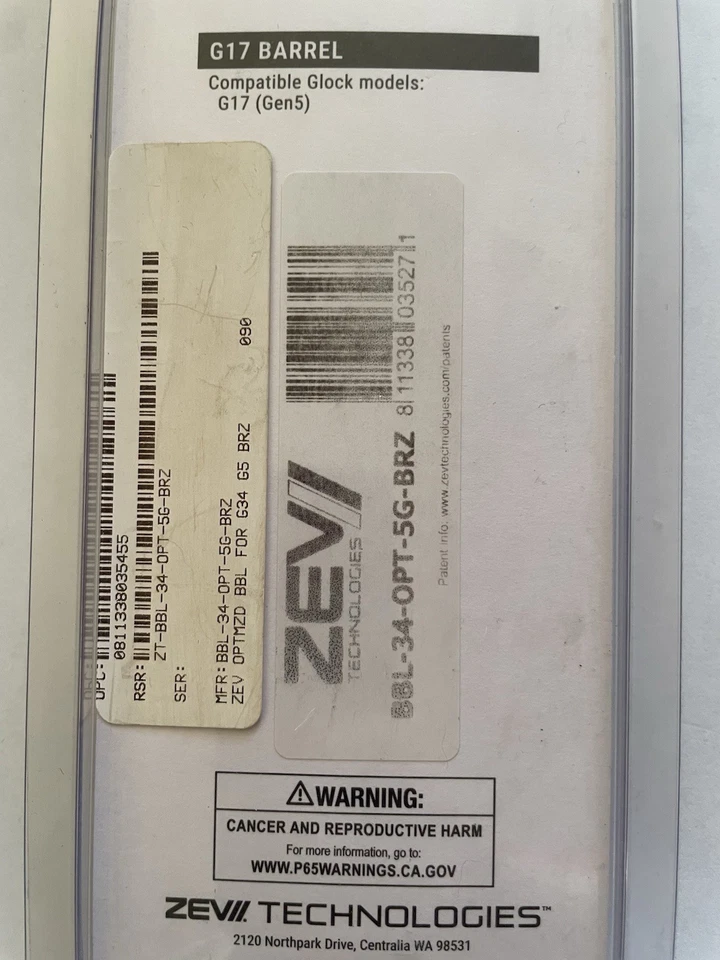 G17 BARREL
Compatible Glock models:
G17 (Gen5)
UPC:
0811338035455
RSR:
ZT-BBL-34-OPT-5G-BRZ
SER:
MFR: BBL-34-OPT-5G-BRZ
ZEV OPTMZD BBL FOR G34 G5 BRZ 090
ZEV
TECHNOLOGIES
BBL-34-OPT-5G-BRZ 8 11338 03527 1
Patent info: www.zevtechnologies.com/patents
⚠WARNING:
CANCER AND REPRODUCTIVE HARM
For more information, go to:
WWW.P65WARNINGS.CA.GOV
ZEV TECHNOLOGIES™
2120 Northpark Drive, Centralia WA 98531